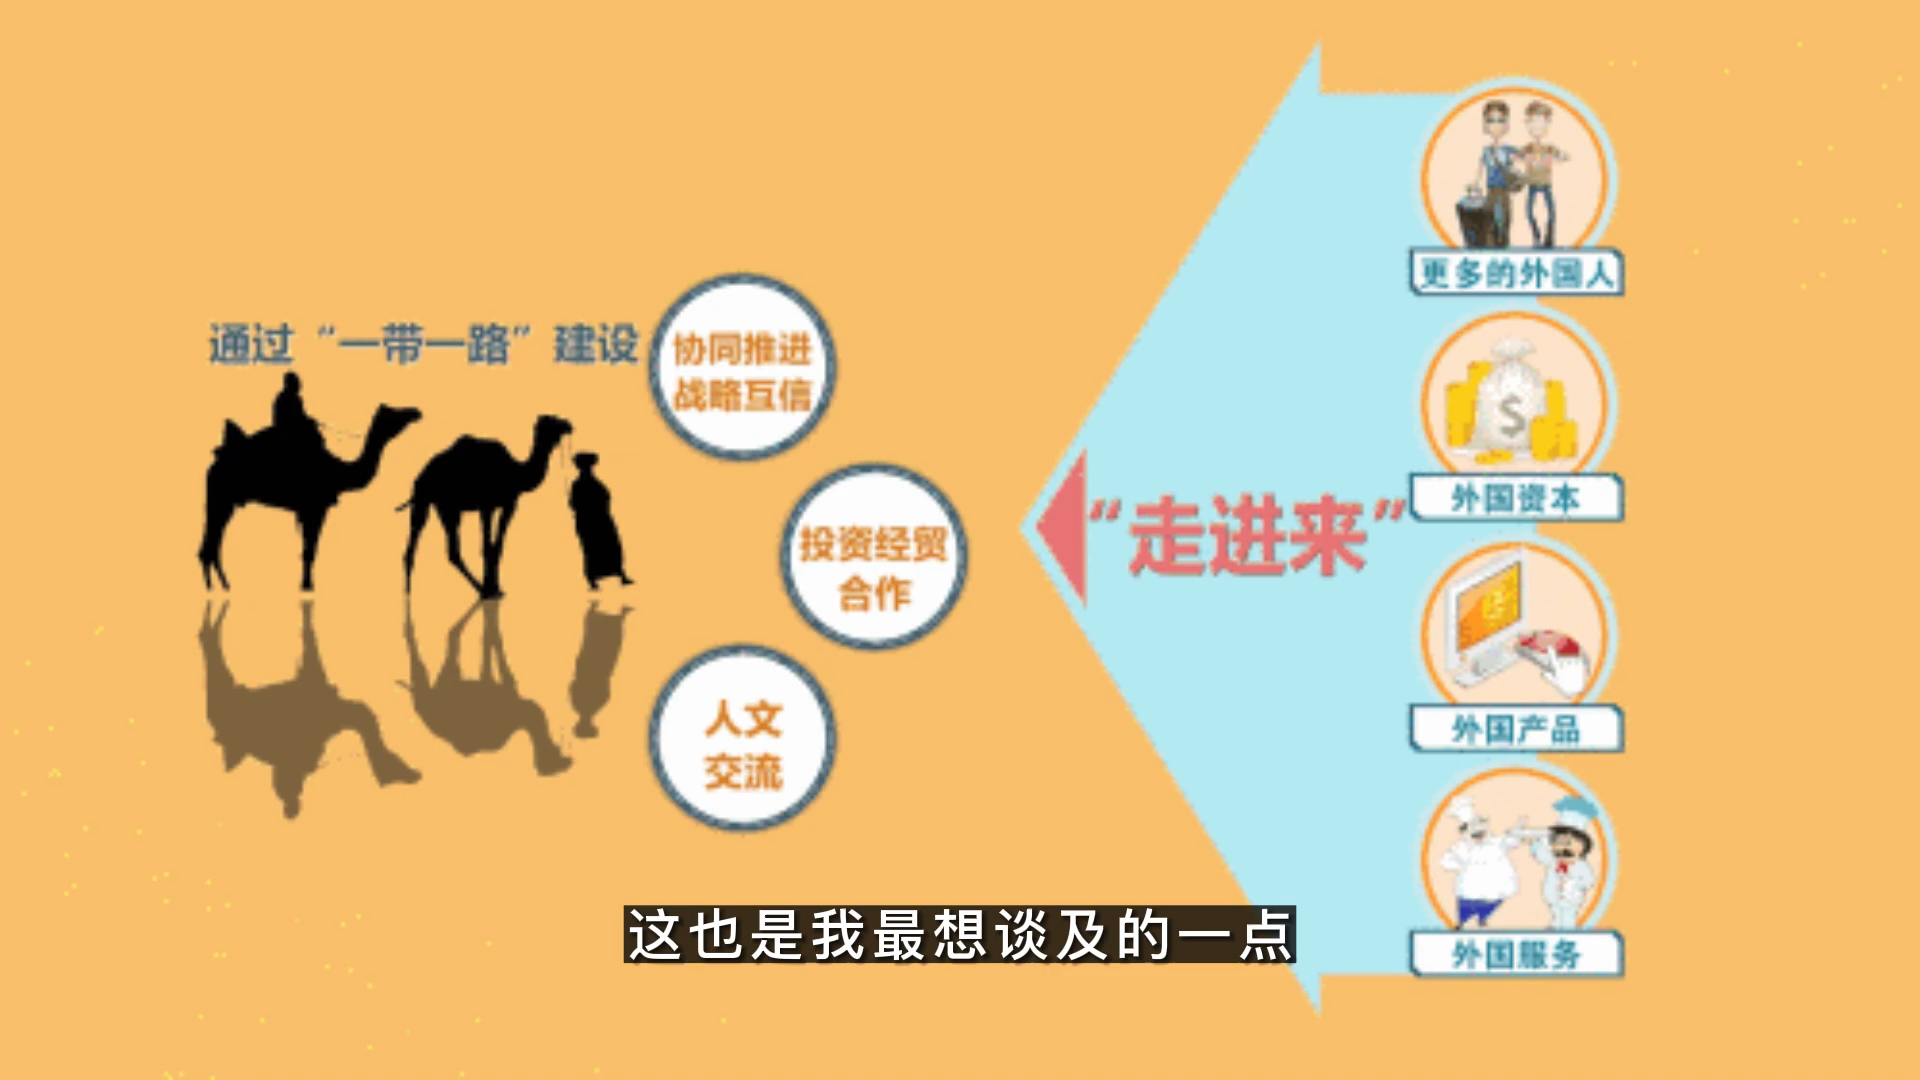 通过“一带一路”建设
协同推进
战略互信
投资经贸
合作
人文
交流
“走进来”
更多的外国人
$
外国资本
外国产品
外国服务
这也是我最想谈及的一点